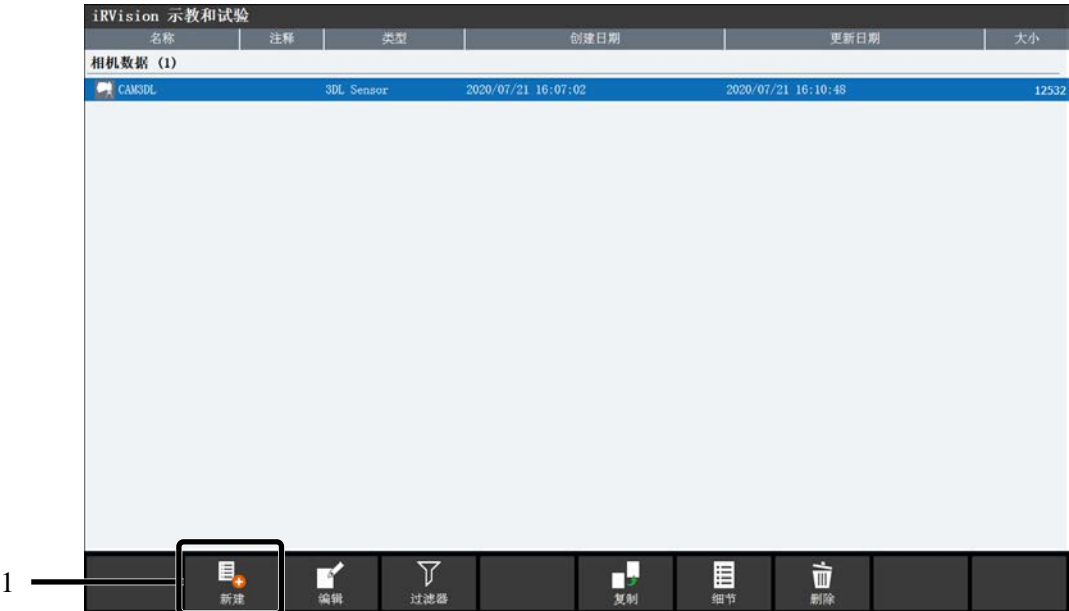 iRVision 示教和试验
名称 注释 类型 创建日期 更新日期 大小
相机数据 (1)
CAM3DL 3DL Sensor 2020/07/21 16:07:02 2020/07/21 16:10:48 12532
1
新建 编辑 过滤器 复制 细节 删除